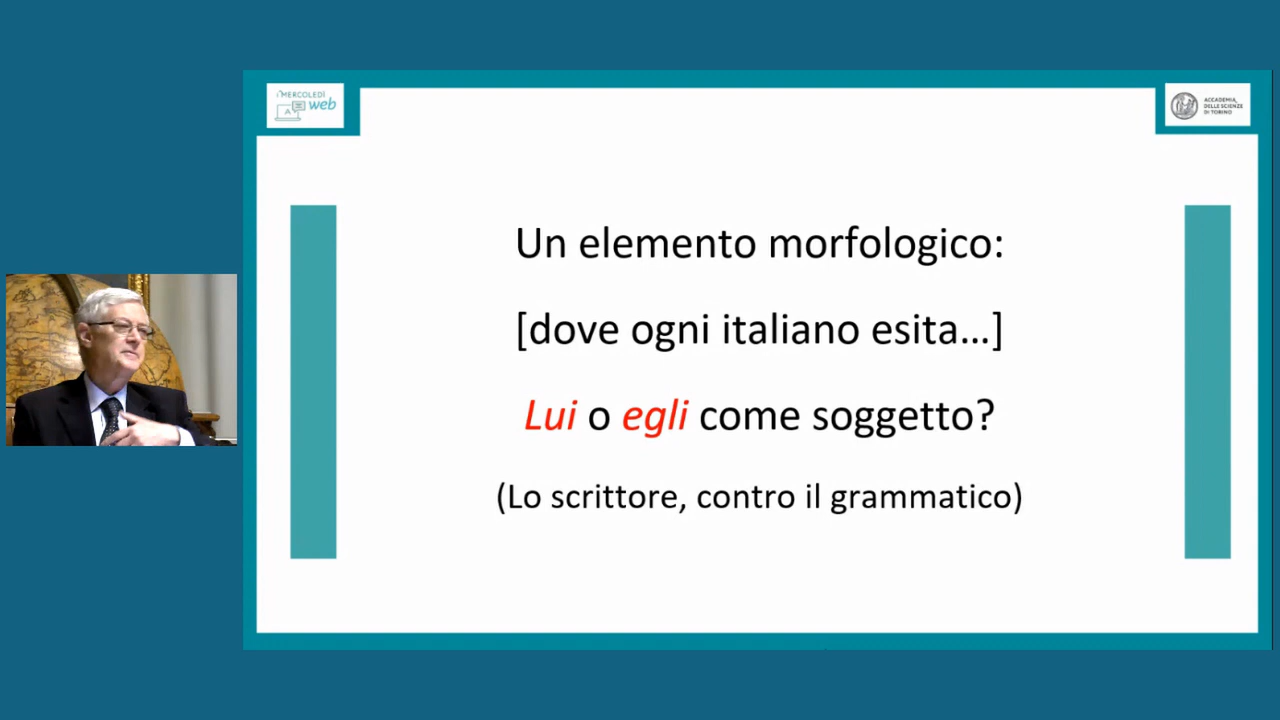 i MERCOLEDÌ
web
A
ACCADEMIA
DELLE SCIENZE
DI TORINO
Un elemento morfologico:
[dove ogni italiano esita...]
Lui o egli come soggetto?
(Lo scrittore, contro il grammatico)